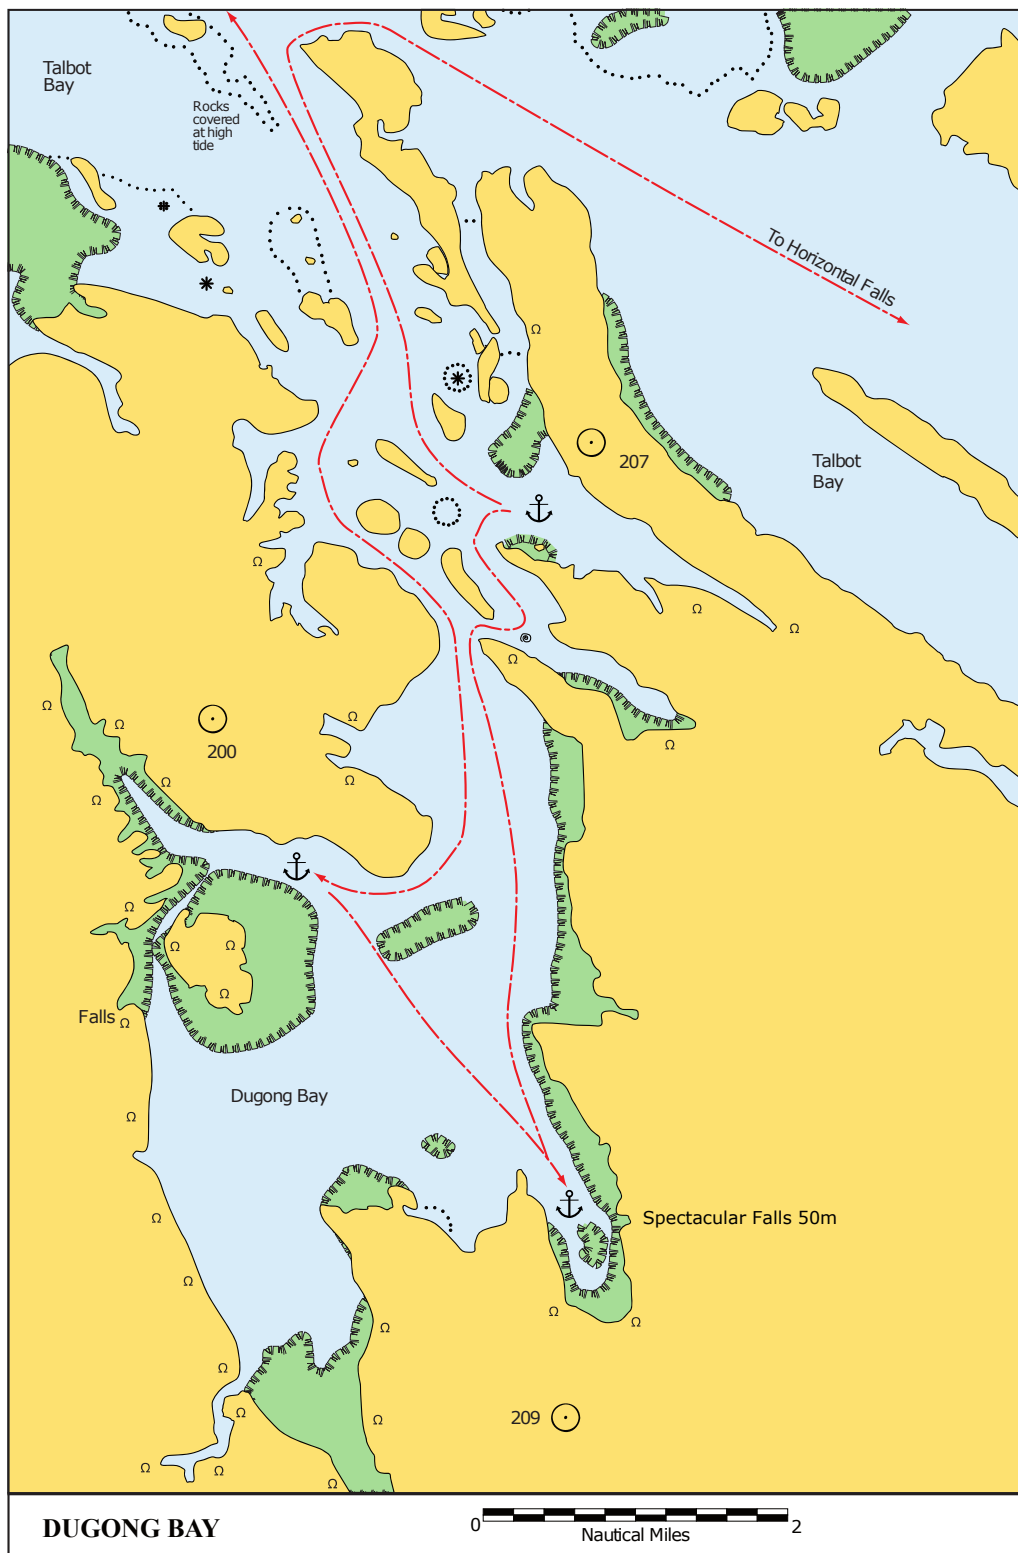 Talbot
Bay
Rocks
covered
at high
tide
To Horizontal Falls
207
Talbot
Bay
200
Falls
Dugong Bay
Spectacular Falls 50m
209
DUGONG BAY
0
2
Nautical Miles